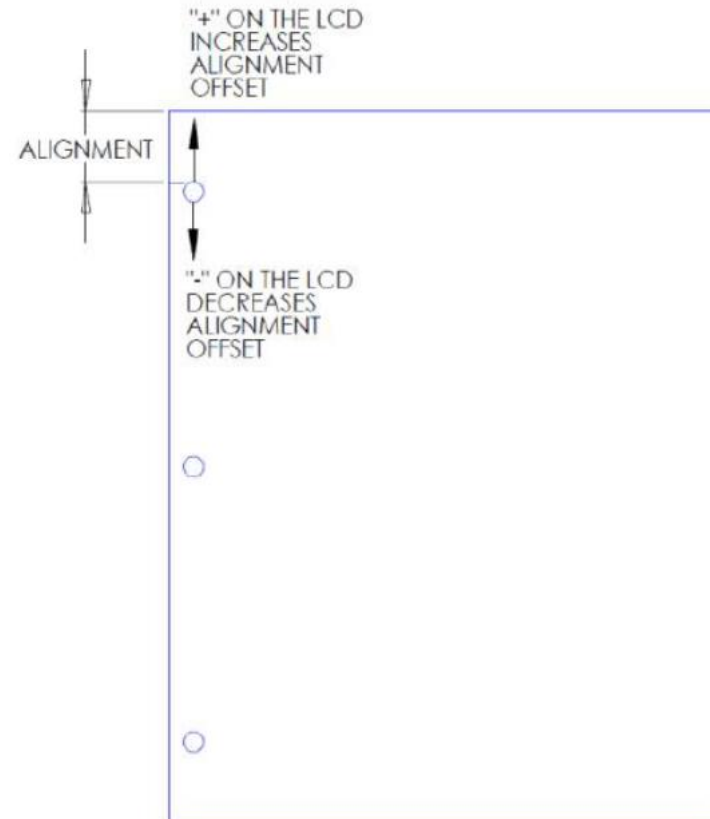 "+" ON THE LCD
INCREASES
ALIGNMENT
OFFSET
ALIGNMENT
"-" ON THE LCD
DECREASES
ALIGNMENT
OFFSET